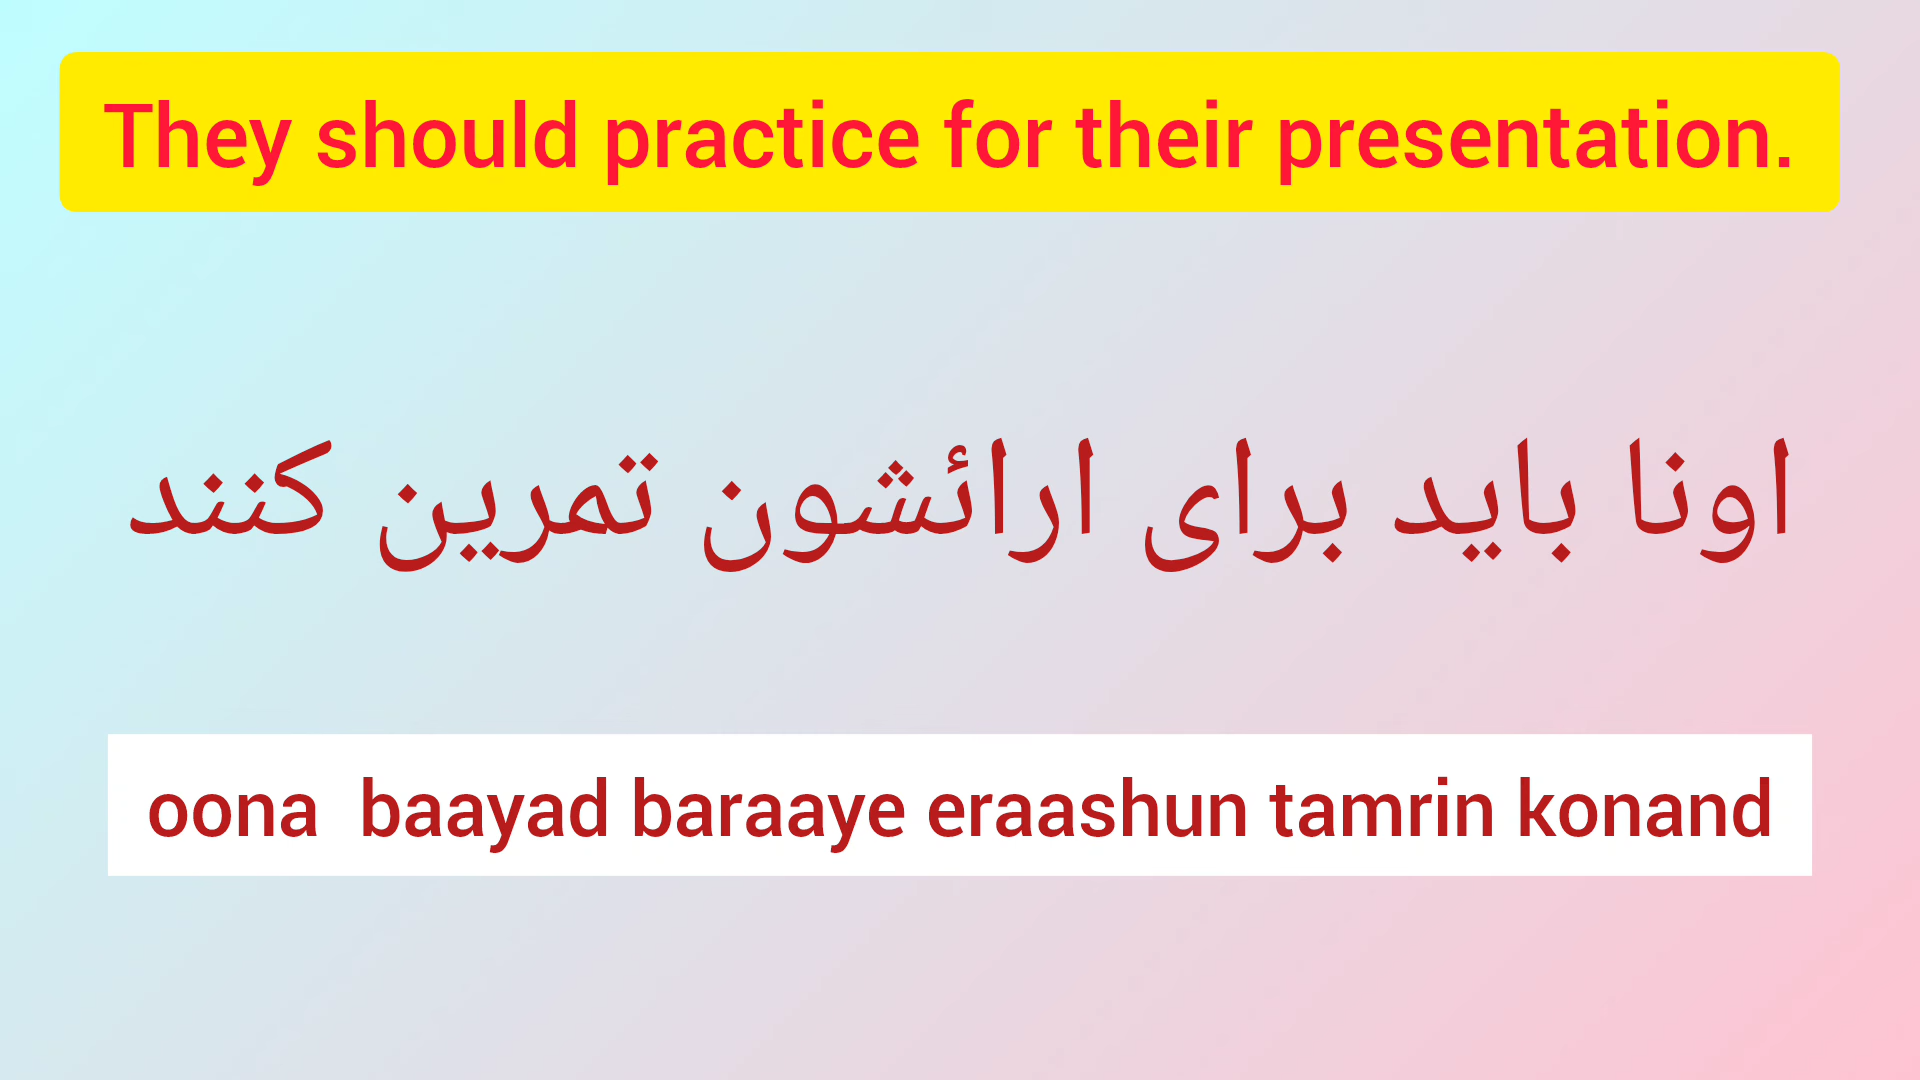 They should practice for their presentation.
اونا باید برای ارائشون تمرین کنند
oona  baayad baraaye eraashun tamrin konand